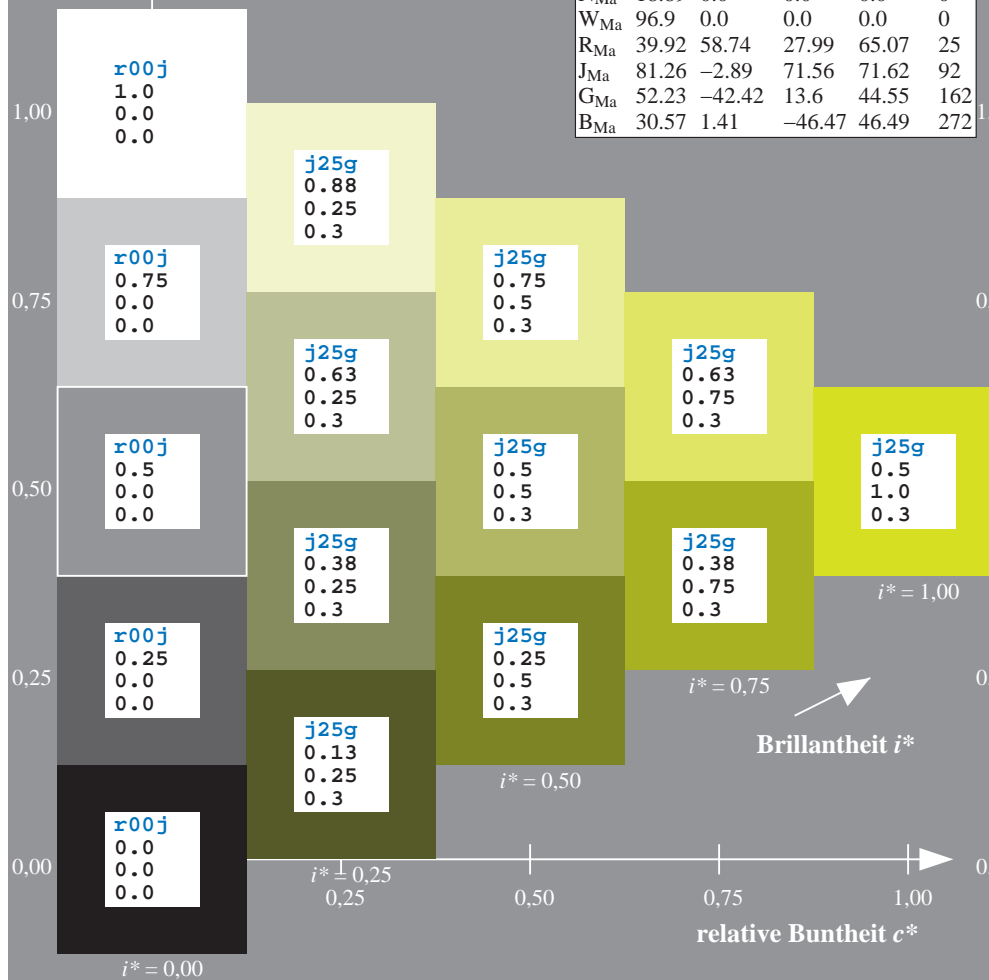 W_Ma 96.9 0.0 0.0 0.0 0
R_Ma 39.92 58.74 27.99 65.07 25
J_Ma 81.26 −2.89 71.56 71.62 92
G_Ma 52.23 −42.42 13.6 44.55 162
B_Ma 30.57 1.41 −46.47 46.49 272
1,00
0,75
0,50
0,25
0,00
r00j
1.0
0.0
0.0
r00j
0.75
0.0
0.0
r00j
0.5
0.0
0.0
r00j
0.25
0.0
0.0
r00j
0.0
0.0
0.0
i* = 0,00
j25g
0.88
0.25
0.3
j25g
0.63
0.25
0.3
j25g
0.38
0.25
0.3
j25g
0.13
0.25
0.3
i* = 0,25
j25g
0.75
0.5
0.3
j25g
0.5
0.5
0.3
j25g
0.25
0.5
0.3
i* = 0,50
j25g
0.63
0.75
0.3
j25g
0.38
0.75
0.3
i* = 0,75
j25g
0.5
1.0
0.3
i* = 1,00
Brillantheit i*
0,25 0,50 0,75 1,00
relative Buntheit c*